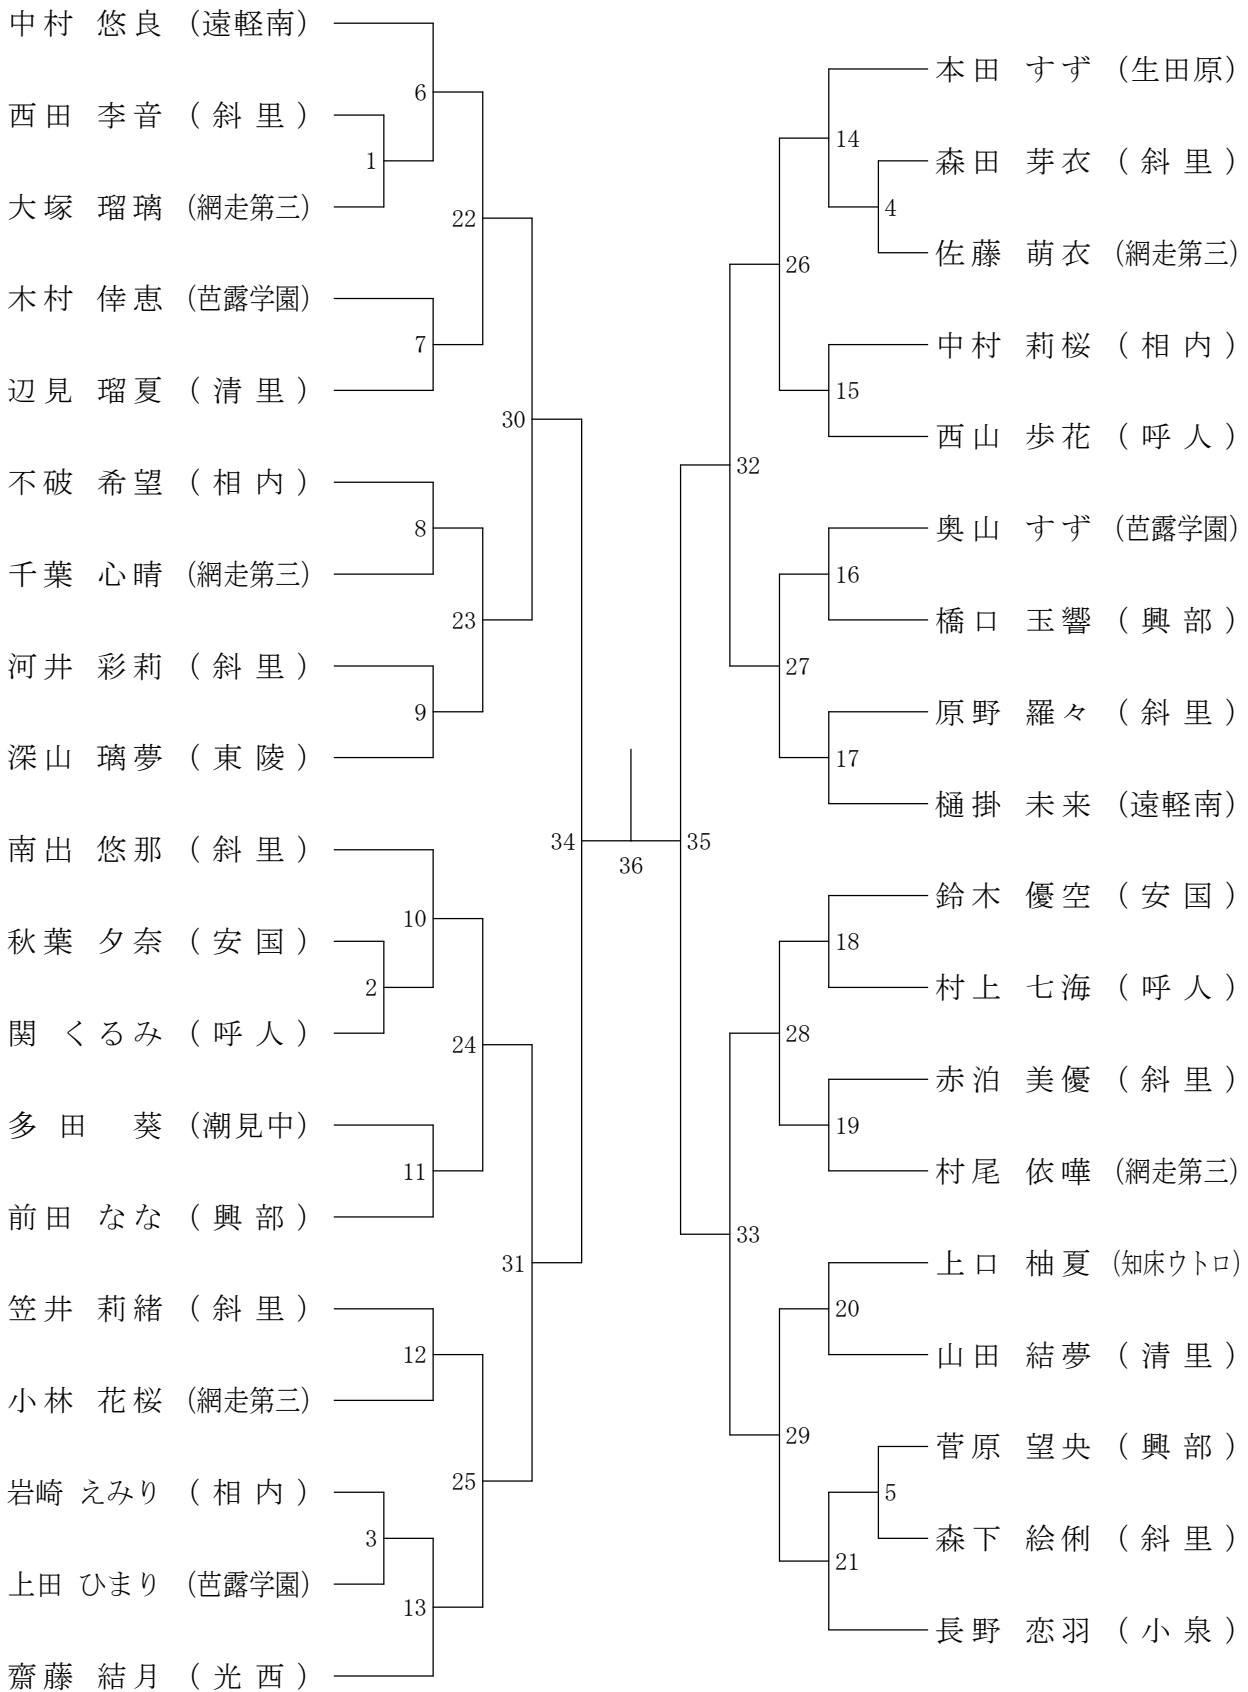 中村 悠良 (遠軽南)
西田 李音 (斜里)
大塚 瑠璃 (網走第三)
木村 倖恵 (芭露学園)
辺見 瑠夏 (清里)
不破 希望 (相内)
千葉 心晴 (網走第三)
河井 彩莉 (斜里)
深山 璃夢 (東陵)
南出 悠那 (斜里)
秋葉 夕奈 (安国)
関 くるみ (呼人)
多田 葵 (潮見中)
前田 なな (興部)
笠井 莉緒 (斜里)
小林 花桜 (網走第三)
岩崎 えみり (相内)
上田 ひまり (芭露学園)
齋藤 結月 (光西)
1
2
3
6
7
8
9
10
11
12
13
22
23
24
25
30
31
34
36
35
32
33
26
27
28
29
14
15
16
17
18
19
20
21
4
5
本田 すず (生田原)
森田 芽衣 (斜里)
佐藤 萌衣 (網走第三)
中村 莉桜 (相内)
西山 歩花 (呼人)
奥山 すず (芭露学園)
橋口 玉響 (興部)
原野 羅々 (斜里)
樋掛 未来 (遠軽南)
鈴木 優空 (安国)
村上 七海 (呼人)
赤泊 美優 (斜里)
村尾 依嘩 (網走第三)
上口 柚夏 (知床ウトロ)
山田 結夢 (清里)
菅原 望央 (興部)
森下 絵俐 (斜里)
長野 恋羽 (小泉)